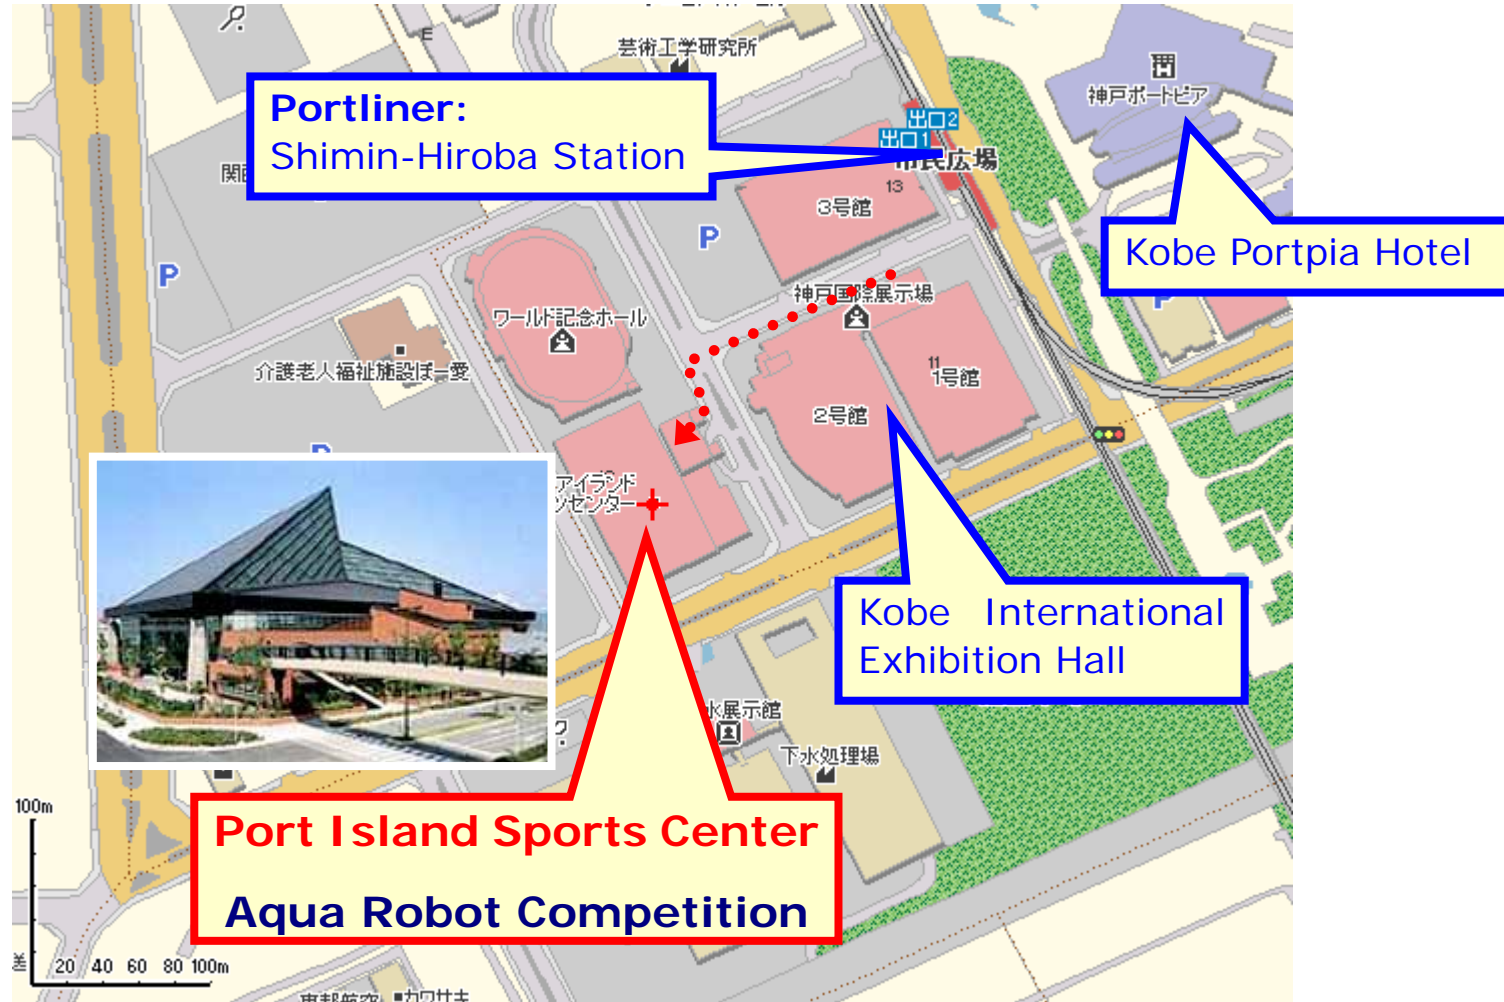 芸術工学研究所
神戸ポートピア
Portliner:
Shimin-Hiroba Station
出口2
出口1
市民広場
13
3号館
P
P
Kobe Portpia Hotel
神戸国際展示場
ワールド記念ホール
介護老人福祉施設ぽー愛
11
1号館
2号館
アイランド
センター
Kobe International
Exhibition Hall
水展示館
下水処理場
Port Island Sports Center
Aqua Robot Competition
100m
20 40 60 80 100m